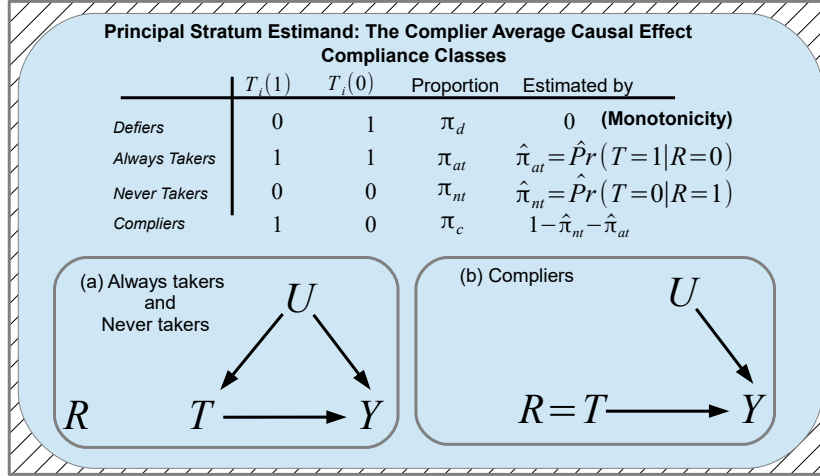 Principal Stratum Estimand: The Complier Average Causal Effect
Compliance Classes
T_i(1) T_i(0) Proportion Estimated by
Defiers 0 1 π_d 0 (Monotonicity)
Always Takers 1 1 π_at π̂_at = P̂r(T=1|R=0)
Never Takers 0 0 π_nt π̂_nt = P̂r(T=0|R=1)
Compliers 1 0 π_c 1−π̂_nt−π̂_at
(a) Always takers
and
Never takers
U
R T Y
(b) Compliers
U
R=T Y